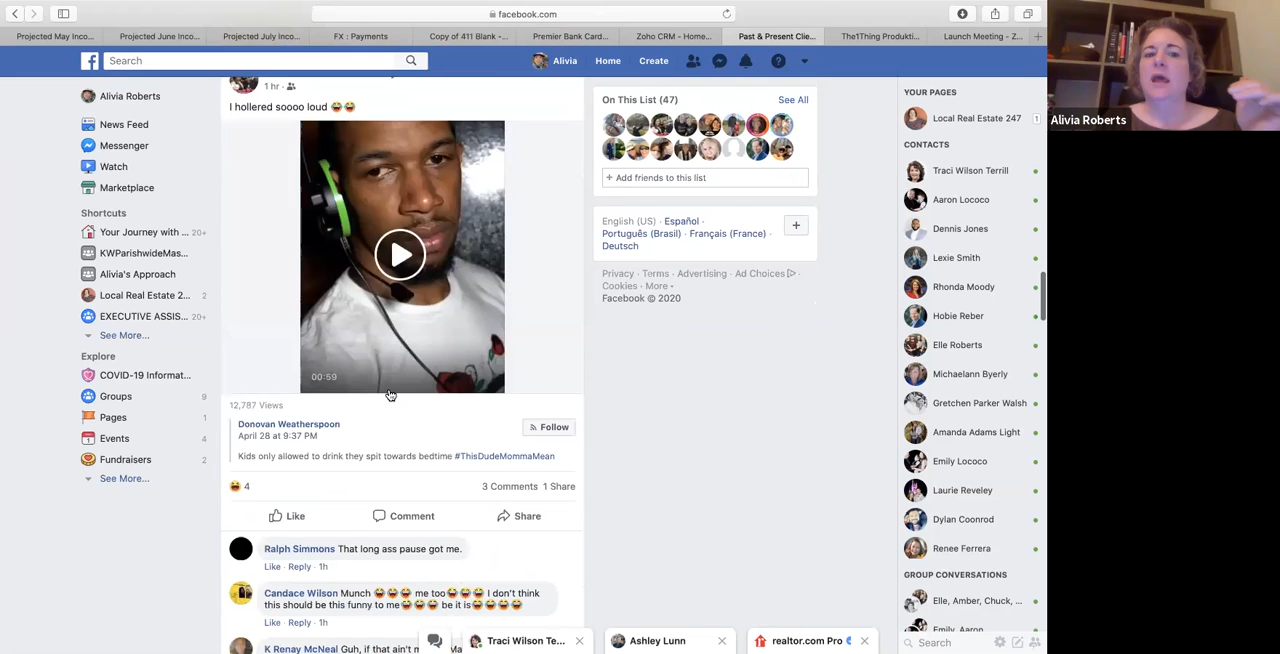 facebook.com
Projected May Inco...
Projected June Inco...
Projected July Inco...
FX : Payments
Copy of 411 Blank -...
Premier Bank Card...
Zoho CRM - Home...
Past & Present Clie...
The1Thing Producti...
Launch Meeting - Z...
Search
Alivia
Home
Create
Alivia Roberts
News Feed
Messenger
Watch
Marketplace
Shortcuts
Your Journey with ... 20+
KWParishwideMas...
Alivia's Approach
Local Real Estate 2... 2
EXECUTIVE ASSIS... 20+
See More...
Explore
COVID-19 Informat...
Groups 9
Pages 1
Events 4
Fundraisers 2
See More...
1 hr ·
I hollered soooo loud 😂😂
00:59
12,787 Views
Donovan Weatherspoon
April 28 at 9:37 PM
Follow
Kids only allowed to drink they spit towards bedtime #ThisDudeMommaMean
😆 4
3 Comments 1 Share
Like
Comment
Share
Ralph Simmons That long ass pause got me.
Like · Reply · 1h
Candace Wilson Munch 😂😂😂 me too😂😂😂 I don't think
this should be this funny to me😂😂😂 be it is😂😂😂😂
Like · Reply · 1h
K Renay McNeal Guh, if that ain't m
Ma
On This List (47)
See All
+ Add friends to this list
English (US) · Español ·
Português (Brasil) · Français (France) ·
Deutsch
Privacy · Terms · Advertising · Ad Choices ·
Cookies · More
Facebook © 2020
YOUR PAGES
Local Real Estate 247 1
CONTACTS
Traci Wilson Terrill
Aaron Lococo
Dennis Jones
Lexie Smith
Rhonda Moody
Hobie Reber
Elle Roberts
Michaelann Byerly
Gretchen Parker Walsh
Amanda Adams Light
Emily Lococo
Laurie Reveley
Dylan Coonrod
Renee Ferrera
GROUP CONVERSATIONS
Elle, Amber, Chuck, ...
Emily, Aaron
Search
Traci Wilson Te...
Ashley Lunn
realtor.com Pro
Alivia Roberts